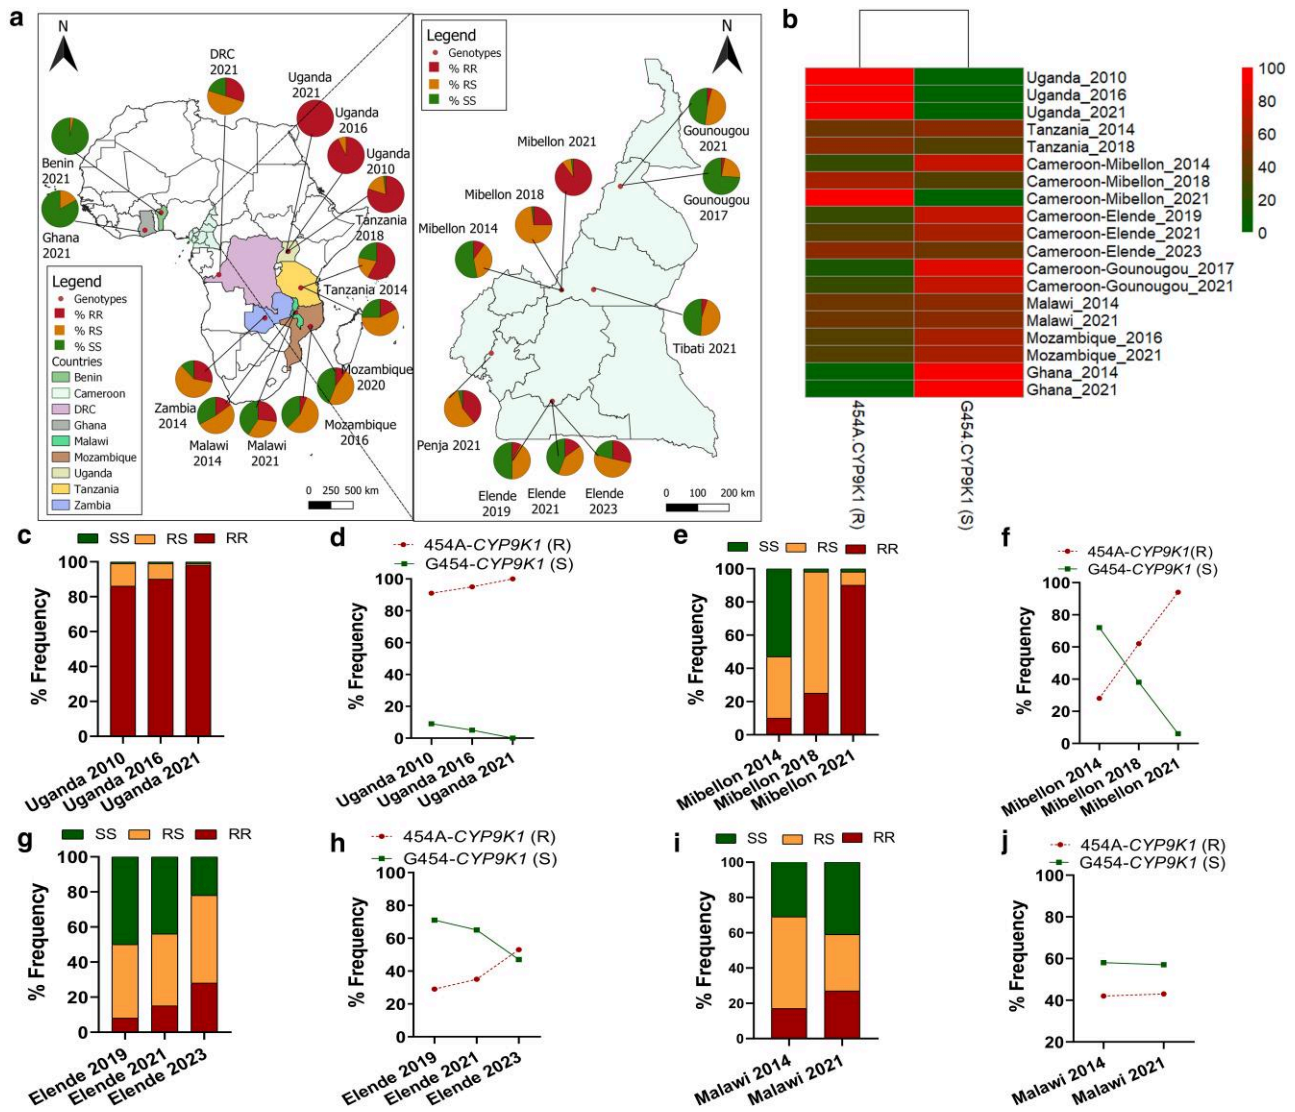 a
N
DRC
2021
Uganda
2021
Uganda
2016
Uganda
2010
Tanzania
2018
Tanzania 2014
Mozambique
2020
Mozambique
2016
Malawi
2021
Malawi
2014
Zambia
2014
Benin
2021
Ghana
2021
Legend
Genotypes
% RR
% RS
% SS
Countries
Benin
Cameroon
DRC
Ghana
Malawi
Mozambique
Uganda
Tanzania
Zambia
0 250 500 km
Legend
Genotypes
% RR
% RS
% SS
N
Gounougou
2021
Gounougou
2017
Mibellon 2021
Mibellon 2018
Mibellon 2014
Tibati 2021
Penja 2021
Elende
2019
Elende
2021
Elende
2023
0 100 200 km
b
Uganda_2010
Uganda_2016
Uganda_2021
Tanzania_2014
Tanzania_2018
Cameroon-Mibellon_2014
Cameroon-Mibellon_2018
Cameroon-Mibellon_2021
Cameroon-Elende_2019
Cameroon-Elende_2021
Cameroon-Elende_2023
Cameroon-Gounougou_2017
Cameroon-Gounougou_2021
Malawi_2014
Malawi_2021
Mozambique_2016
Mozambique_2021
Ghana_2014
Ghana_2021
454A.CYP9K1 (R)
G454.CYP9K1 (S)
100
80
60
40
20
0
c
SS RS RR
% Frequency
100
80
60
40
20
0
Uganda 2010
Uganda 2016
Uganda 2021
d
454A-CYP9K1 (R)
G454-CYP9K1 (S)
% Frequency
100
80
60
40
20
0
Uganda 2010
Uganda 2016
Uganda 2021
e
SS RS RR
% Frequency
100
80
60
40
20
0
Mibellon 2014
Mibellon 2018
Mibellon 2021
f
454A-CYP9K1(R)
G454-CYP9K1 (S)
% Frequency
100
80
60
40
20
0
Mibellon 2014
Mibellon 2018
Mibellon 2021
g
SS RS RR
% Frequency
100
80
60
40
20
0
Elende 2019
Elende 2021
Elende 2023
h
454A-CYP9K1 (R)
G454-CYP9K1 (S)
% Frequency
100
80
60
40
20
0
Elende 2019
Elende 2021
Elende 2023
i
SS RS RR
% Frequency
100
80
60
40
20
0
Malawi 2014
Malawi 2021
j
454A-CYP9K1 (R)
G454-CYP9K1 (S)
% Frequency
100
80
60
40
20
Malawi 2014
Malawi 2021